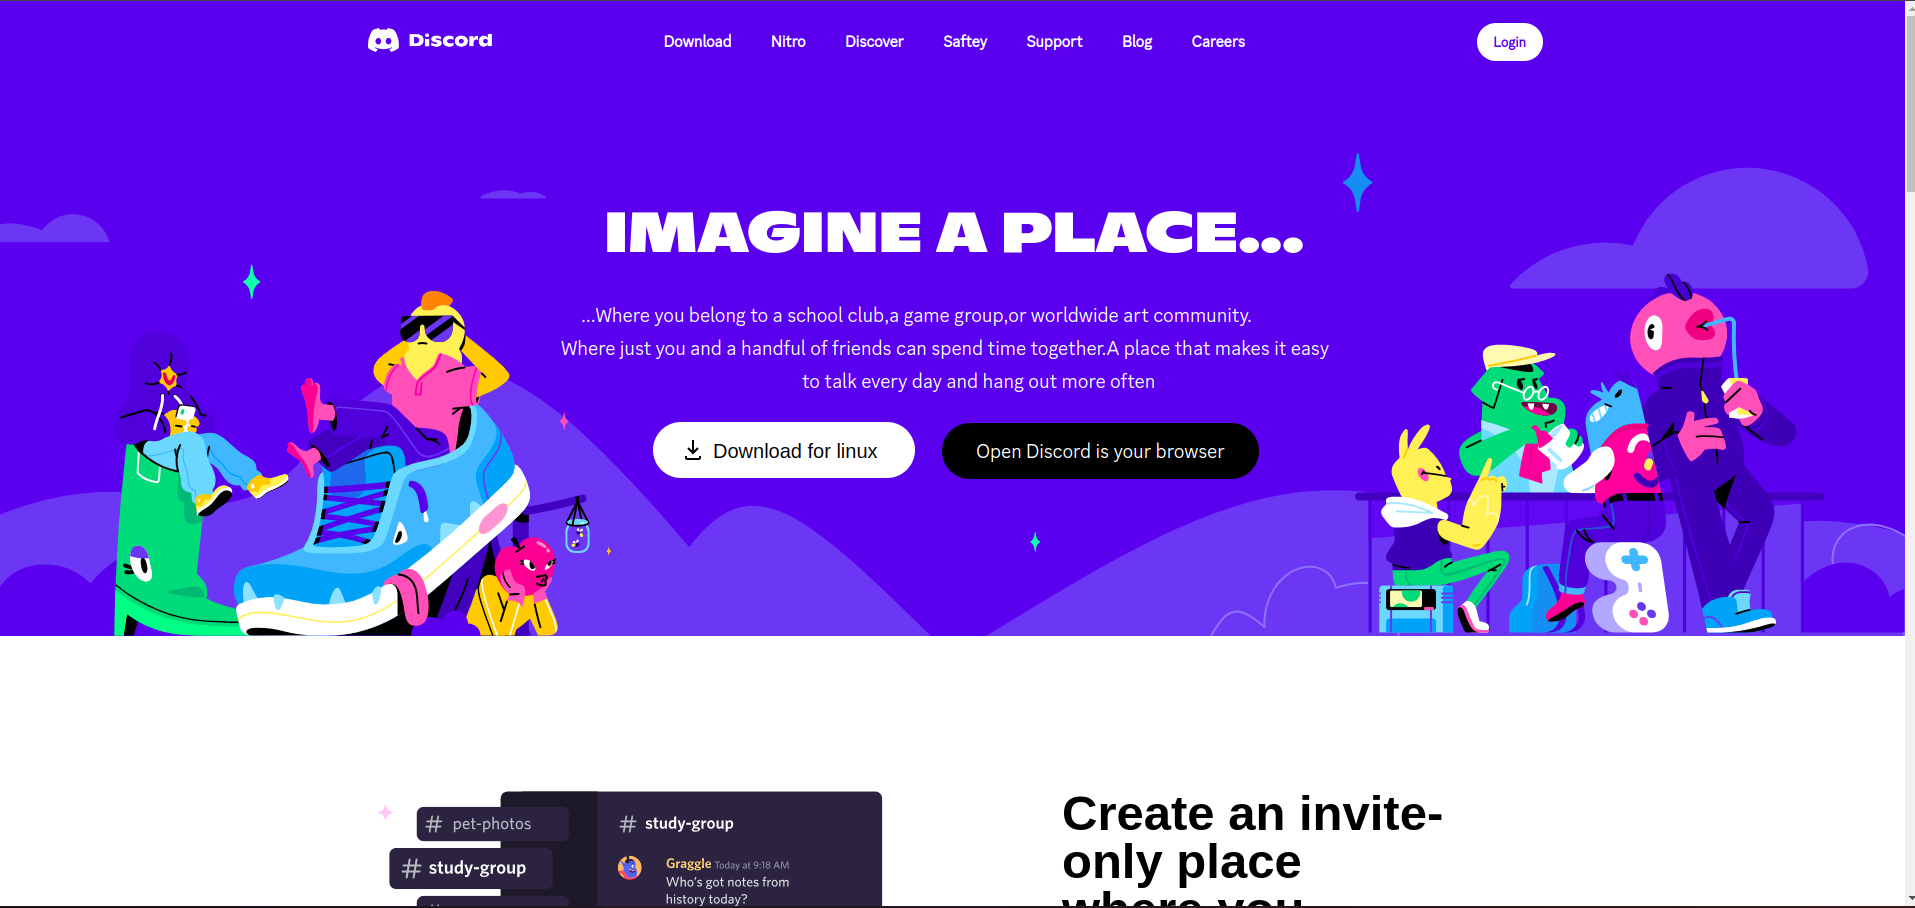 Discord
Download Nitro Discover Saftey Support Blog Careers
Login
IMAGINE A PLACE...
...Where you belong to a school club,a game group,or worldwide art community.
Where just you and a handful of friends can spend time together.A place that makes it easy
to talk every day and hang out more often
Download for linux
Open Discord is your browser
# pet-photos
# study-group
# study-group
Graggle Today at 9:18 AM
Who's got notes from
history today?
Create an invite-
only place
where you